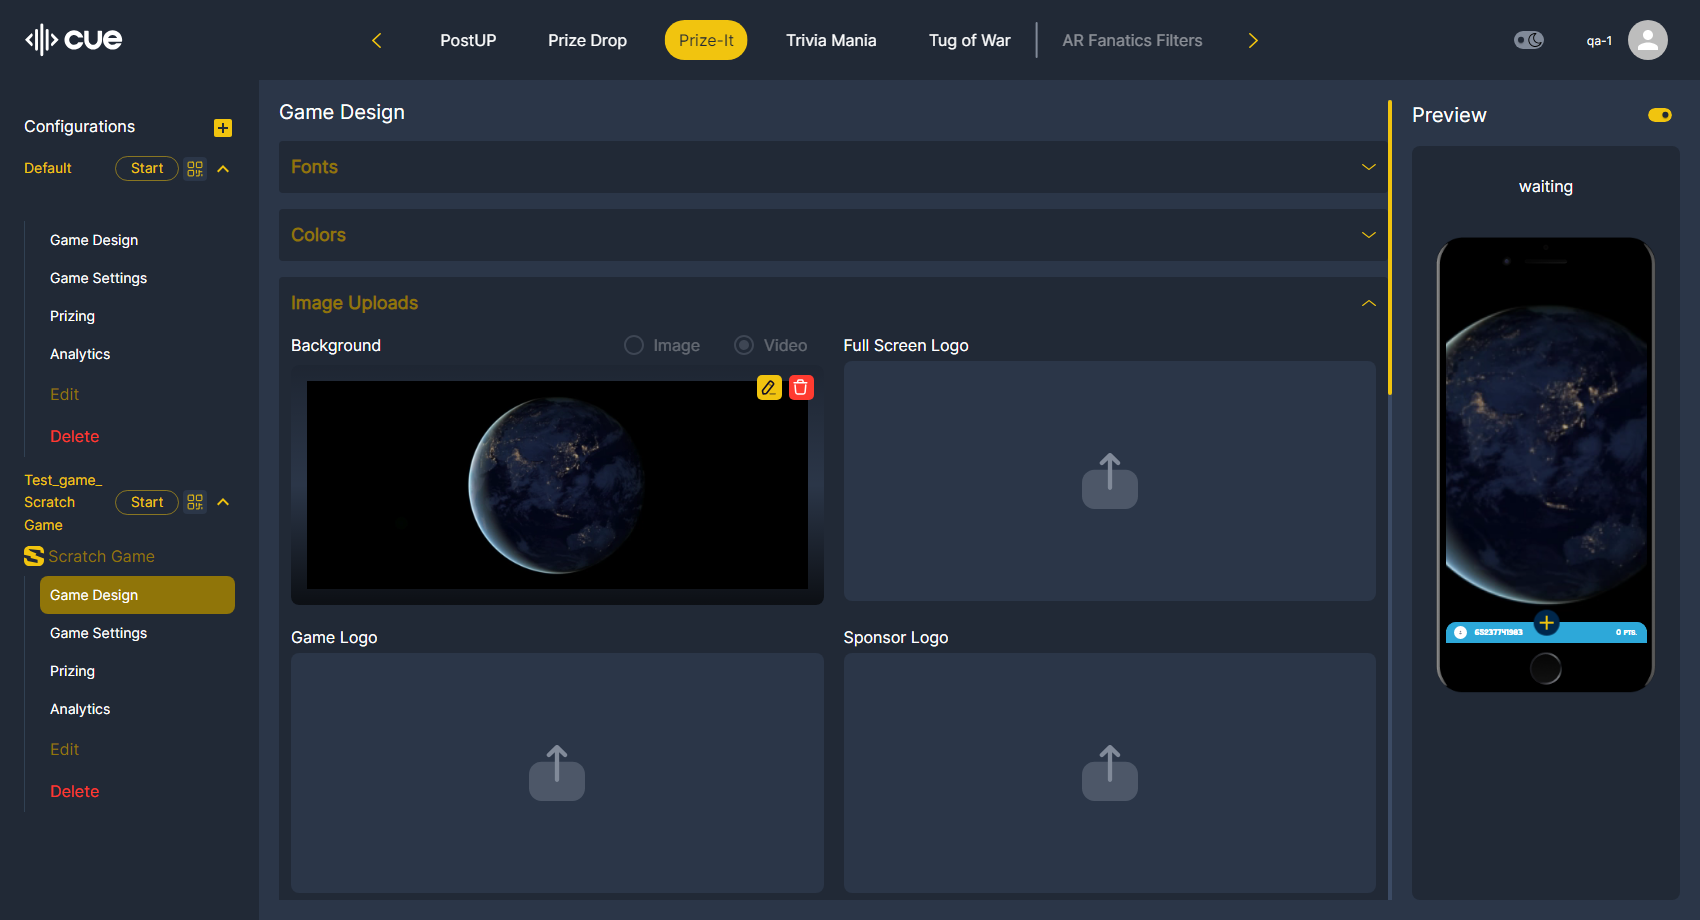 cue
PostUP
Prize Drop
Prize-It
Trivia Mania
Tug of War
AR Fanatics Filters
qa-1
Configurations
Default
Start
Game Design
Game Settings
Prizing
Analytics
Edit
Delete
Test_game_
Scratch
Game
Start
Scratch Game
Game Design
Game Settings
Prizing
Analytics
Edit
Delete
Game Design
Fonts
Colors
Image Uploads
Background
Image
Video
Full Screen Logo
Game Logo
Sponsor Logo
Preview
waiting
0 PTS.